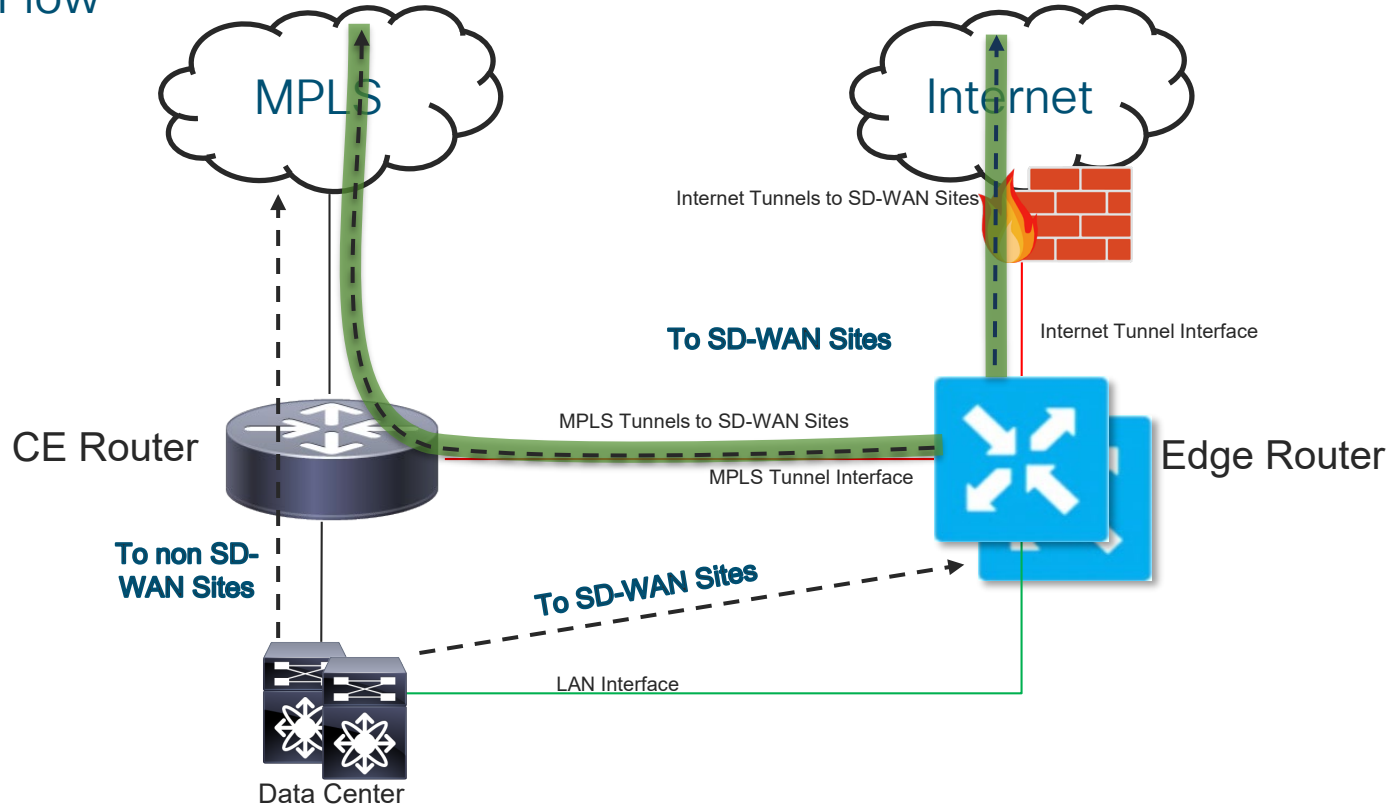 Flow
MPLS
Internet
Internet Tunnels to SD-WAN Sites
To SD-WAN Sites
Internet Tunnel Interface
MPLS Tunnels to SD-WAN Sites
CE Router
Edge Router
MPLS Tunnel Interface
To non SD-
WAN Sites
To SD-WAN Sites
LAN Interface
Data Center